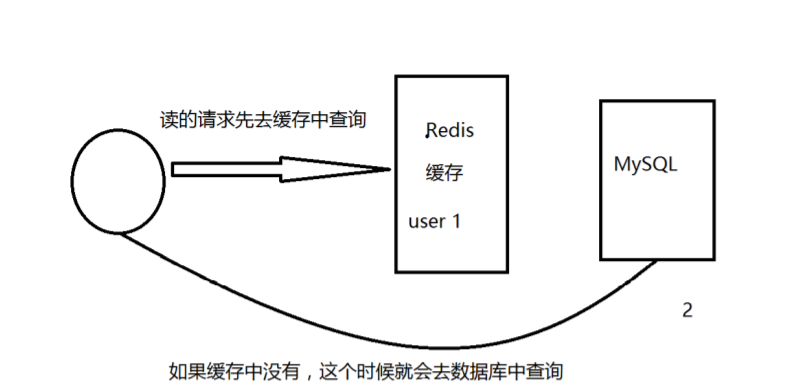 读的请求先去缓存中查询
Redis
缓存
user 1
MySQL
2
如果缓存中没有，这个时候就会去数据库中查询